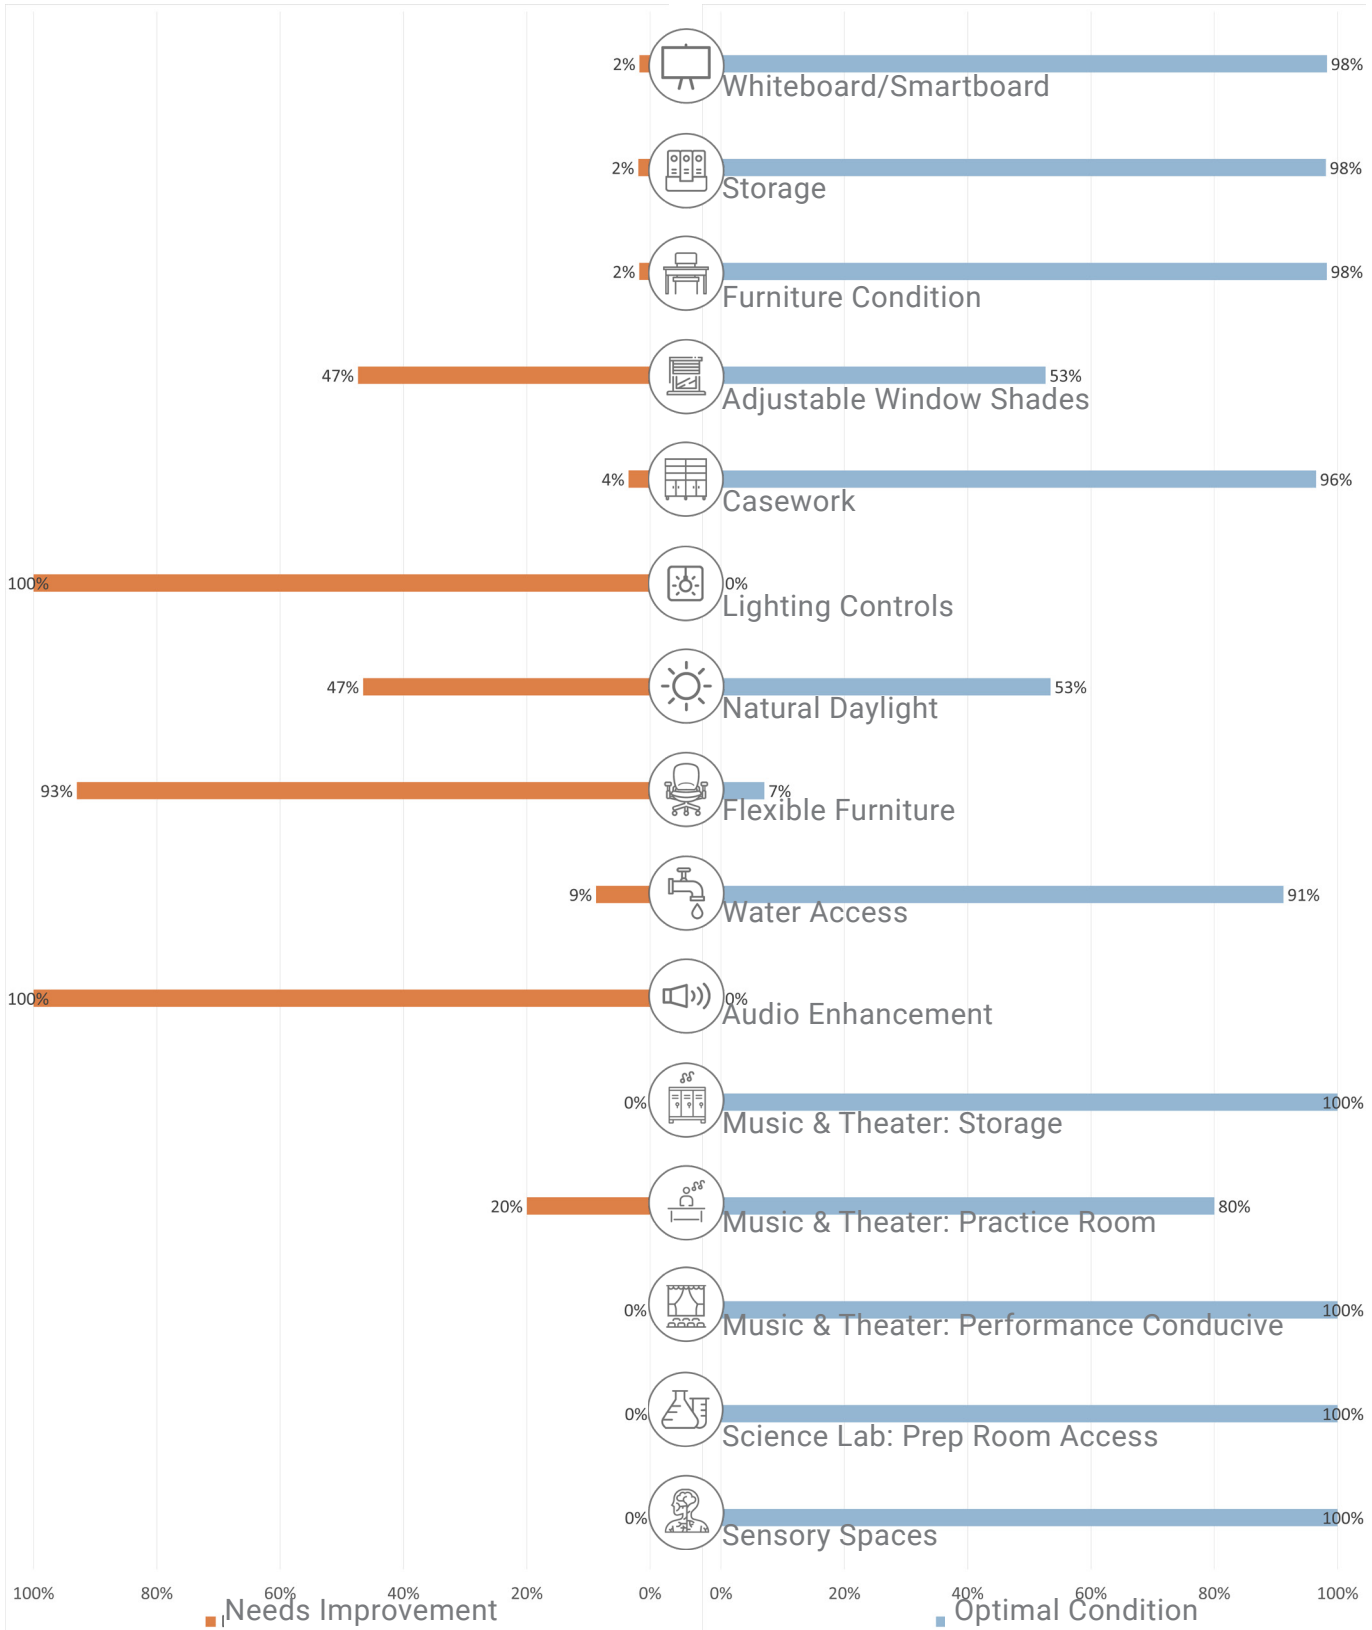 2% 98%
Whiteboard/Smartboard
2% 98%
Storage
2% 98%
Furniture Condition
47% 53%
Adjustable Window Shades
4% 96%
Casework
100% 0%
Lighting Controls
47% 53%
Natural Daylight
93% 7%
Flexible Furniture
9% 91%
Water Access
100% 0%
Audio Enhancement
0% 100%
Music & Theater: Storage
20% 80%
Music & Theater: Practice Room
0% 100%
Music & Theater: Performance Conducive
0% 100%
Science Lab: Prep Room Access
0% 100%
Sensory Spaces
100% 80% 60% 40% 20% 0% 0% 20% 40% 60% 80% 100%
Needs Improvement Optimal Condition